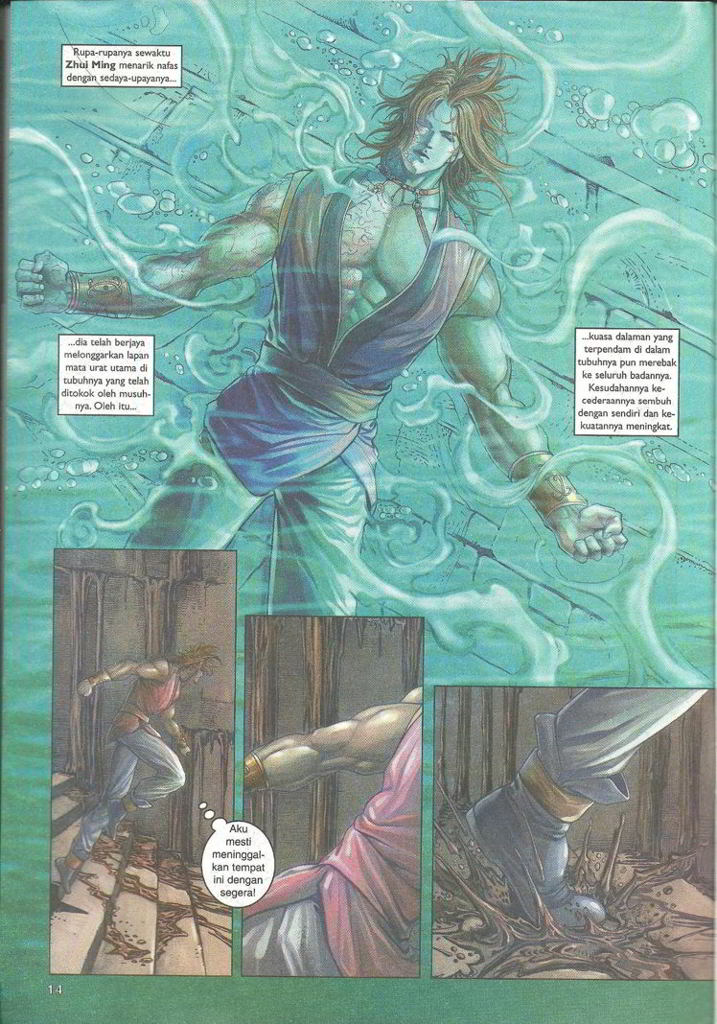 Rupa-rupanya sewaktu
Zhui Ming menarik nafas
dengan sedaya-upayanya...
...dia telah berjaya
melonggarkan lapan
mata urat utama di
tubuhnya yang telah
ditokok oleh musuh-
nya. Oleh itu...
...kuasa dalaman yang
terpendam di dalam
tubuhnya pun merebak
ke seluruh badannya.
Kesudahannya ke-
cederaannya sembuh
dengan sendiri dan ke-
kuatannya meningkat.
Aku
mesti
meninggal-
kan tempat
ini dengan
segera!
14